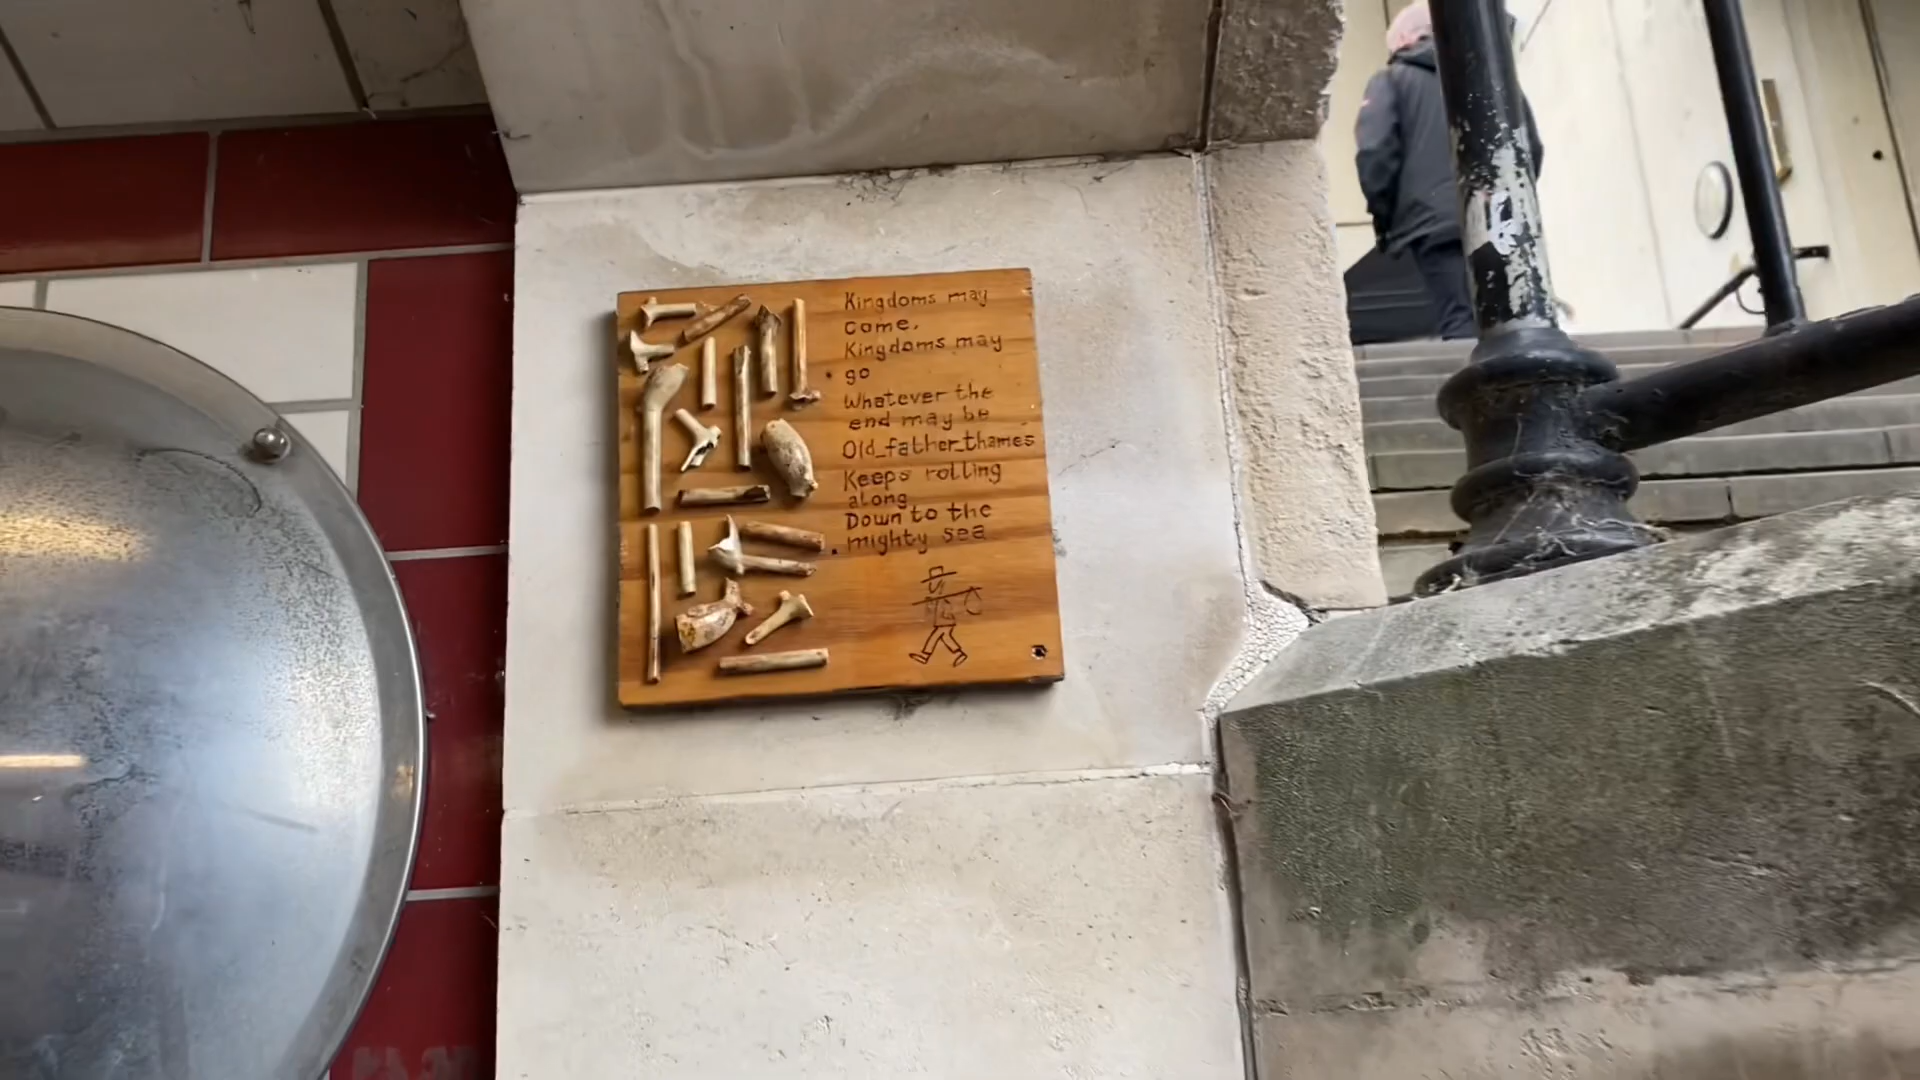 Kingdoms may
Come,
Kingdoms may
go
Whatever the
end may be
Old_father_thames
Keeps rolling
along
Down to the
mighty sea